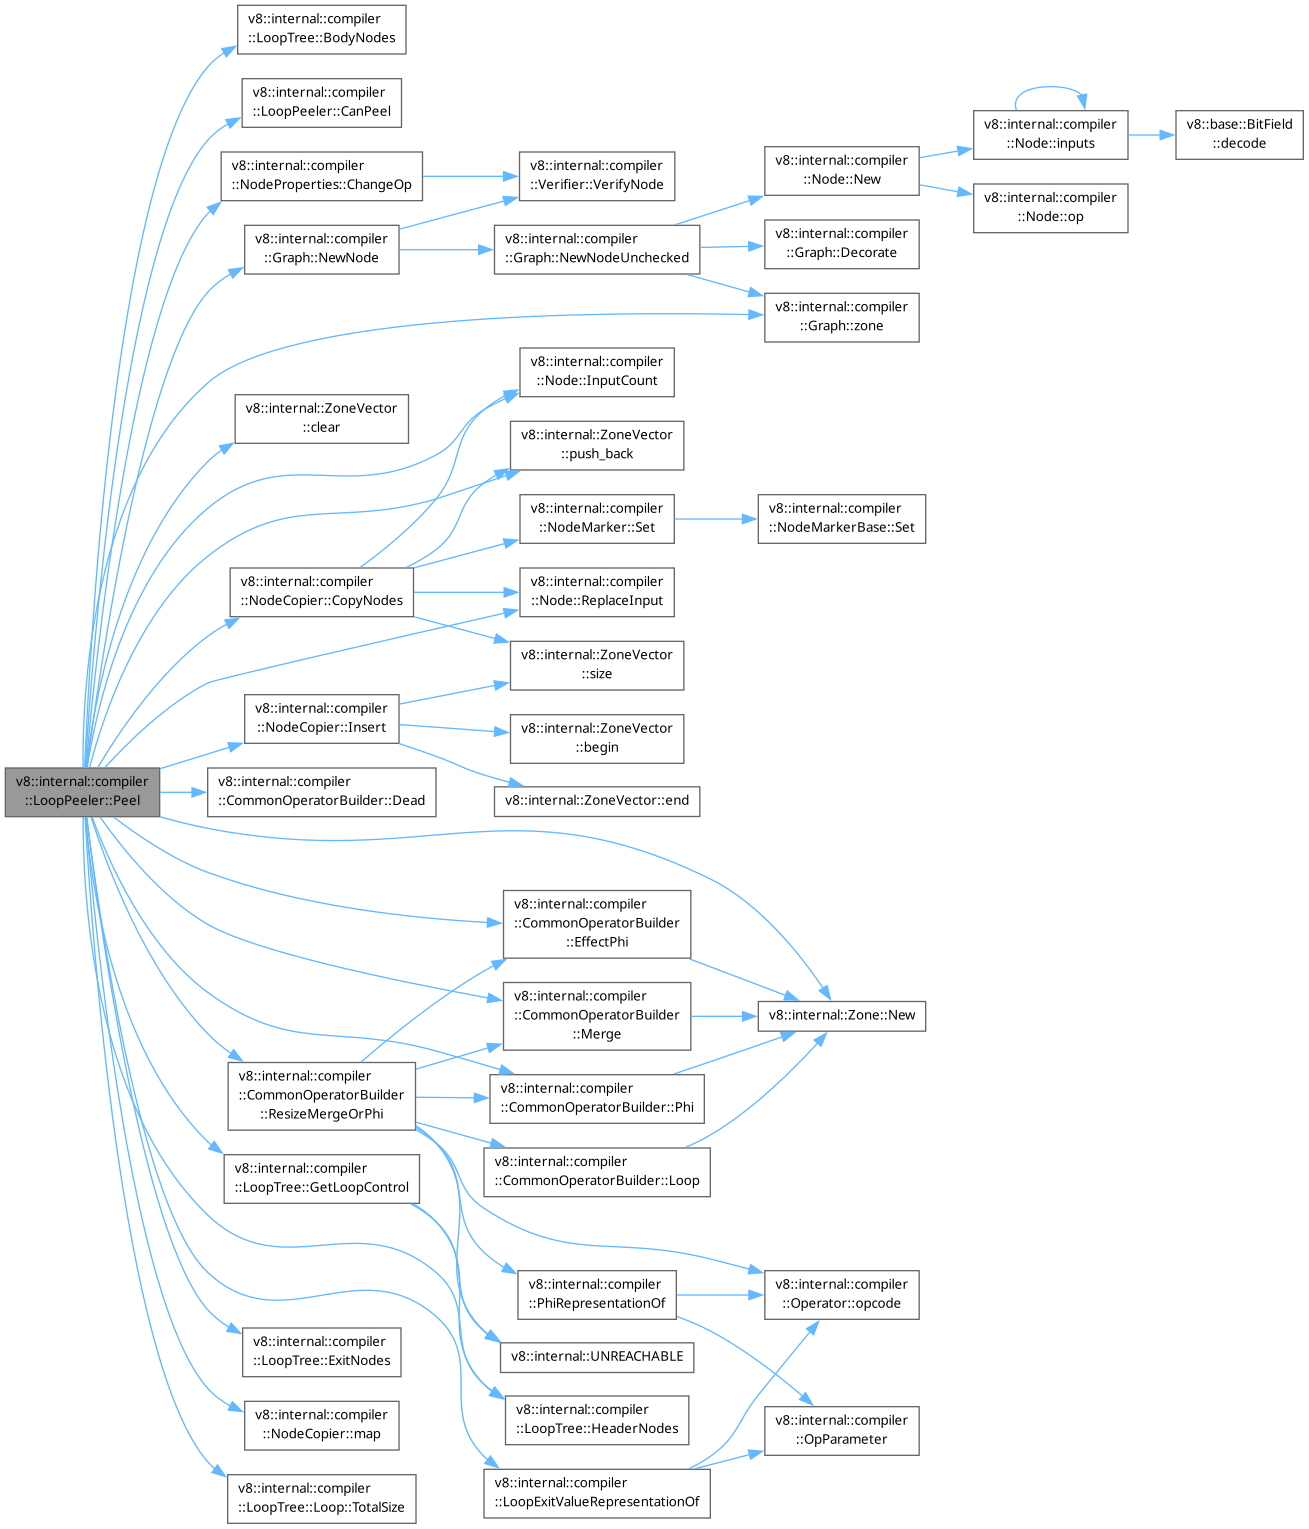 v8::internal::compiler
::LoopTree::BodyNodes
v8::internal::compiler
::LoopPeeler::CanPeel
v8::internal::compiler
::Node::inputs
v8::base::BitField
::decode
v8::internal::compiler
::NodeProperties::ChangeOp
v8::internal::compiler
::Verifier::VerifyNode
v8::internal::compiler
::Node::New
v8::internal::compiler
::Node::op
v8::internal::compiler
::Graph::NewNode
v8::internal::compiler
::Graph::NewNodeUnchecked
v8::internal::compiler
::Graph::Decorate
v8::internal::compiler
::Graph::zone
v8::internal::compiler
::Node::InputCount
v8::internal::ZoneVector
::clear
v8::internal::ZoneVector
::push_back
v8::internal::compiler
::NodeMarker::Set
v8::internal::compiler
::NodeMarkerBase::Set
v8::internal::compiler
::NodeCopier::CopyNodes
v8::internal::compiler
::Node::ReplaceInput
v8::internal::ZoneVector
::size
v8::internal::compiler
::NodeCopier::Insert
v8::internal::ZoneVector
::begin
v8::internal::compiler
::LoopPeeler::Peel
v8::internal::compiler
::CommonOperatorBuilder::Dead
v8::internal::ZoneVector::end
v8::internal::compiler
::CommonOperatorBuilder
::EffectPhi
v8::internal::compiler
::CommonOperatorBuilder
::Merge
v8::internal::Zone::New
v8::internal::compiler
::CommonOperatorBuilder
::ResizeMergeOrPhi
v8::internal::compiler
::CommonOperatorBuilder::Phi
v8::internal::compiler
::LoopTree::GetLoopControl
v8::internal::compiler
::CommonOperatorBuilder::Loop
v8::internal::compiler
::PhiRepresentationOf
v8::internal::compiler
::Operator::opcode
v8::internal::compiler
::LoopTree::ExitNodes
v8::internal::UNREACHABLE
v8::internal::compiler
::NodeCopier::map
v8::internal::compiler
::LoopTree::HeaderNodes
v8::internal::compiler
::OpParameter
v8::internal::compiler
::LoopTree::Loop::TotalSize
v8::internal::compiler
::LoopExitValueRepresentationOf